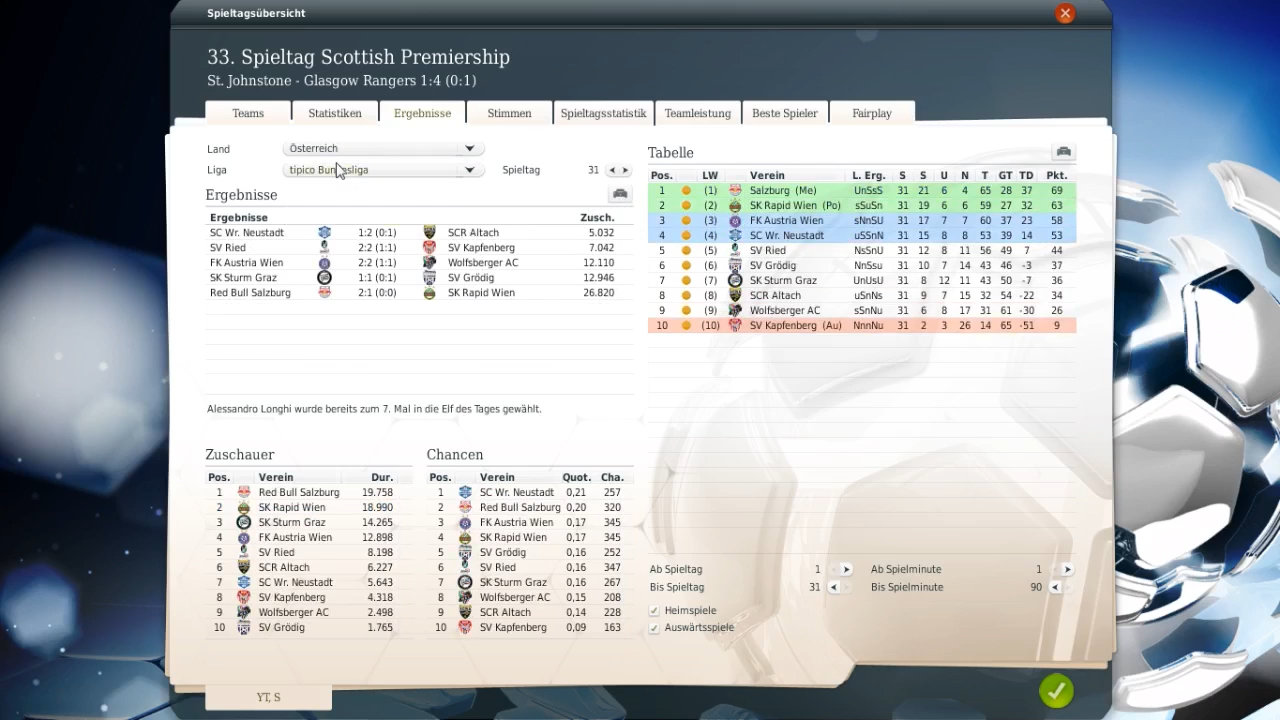 Spieltagsübersicht
33. Spieltag Scottish Premiership
St. Johnstone - Glasgow Rangers 1:4 (0:1)
Teams Statistiken Ergebnisse Stimmen Spieltagsstatistik Teamleistung Beste Spieler Fairplay
Land Österreich
Liga Spieltag 31
Ergebnisse
Ergebnisse Zusch.
SC Wr. Neustadt 1:2 (0:1) SCR Altach 5.032
SV Ried 2:2 (1:1) SV Kapfenberg 7.042
FK Austria Wien 2:2 (1:1) Wolfsberger AC 12.110
SK Sturm Graz 1:1 (0:1) SV Grödig 12.946
Red Bull Salzburg 2:1 (0:0) SK Rapid Wien 26.820
Alessandro Longhi wurde bereits zum 7. Mal in die Elf des Tages gewählt.
Zuschauer
Pos. Verein Dur.
1 Red Bull Salzburg 19.758
2 SK Rapid Wien 18.990
3 SK Sturm Graz 14.265
4 FK Austria Wien 12.898
5 SV Ried 8.198
6 SCR Altach 6.227
7 SC Wr. Neustadt 5.643
8 SV Kapfenberg 4.318
9 Wolfsberger AC 2.498
10 SV Grödig 1.765
Chancen
Pos. Verein Quot. Cha.
1 SC Wr. Neustadt 0,21 257
2 Red Bull Salzburg 0,20 320
3 FK Austria Wien 0,17 345
4 SK Rapid Wien 0,17 345
5 SV Grödig 0,16 252
6 SV Ried 0,16 347
7 SK Sturm Graz 0,16 267
8 Wolfsberger AC 0,15 208
9 SCR Altach 0,14 228
10 SV Kapfenberg 0,09 163
Tabelle
Pos. LW Verein L. Erg. S S U N T GT TD Pkt.
1 (1) Salzburg (Me) UnSsS 31 21 6 4 65 28 37 69
2 (2) SK Rapid Wien (Po) sSuSn 31 19 6 6 59 27 32 63
3 (3) FK Austria Wien sNnSU 31 17 7 7 60 37 23 58
4 (4) SC Wr. Neustadt uSSnN 31 15 8 8 53 39 14 53
5 (5) SV Ried NsSnU 31 12 8 11 56 49 7 44
6 (6) SV Grödig NnSsu 31 10 7 14 43 46 -3 37
7 (7) SK Sturm Graz UnUsU 31 8 12 11 43 50 -7 36
8 (8) SCR Altach uSnNs 31 9 7 15 32 54 -22 34
9 (9) Wolfsberger AC sSnNu 31 6 8 17 31 61 -30 26
10 (10) SV Kapfenberg (Au) NnnNu 31 2 3 26 14 65 -51 9
Ab Spieltag 1 Ab Spielminute 1
Bis Spieltag 31 Bis Spielminute 90
Heimspiele
Auswärtsspiele
YT, S